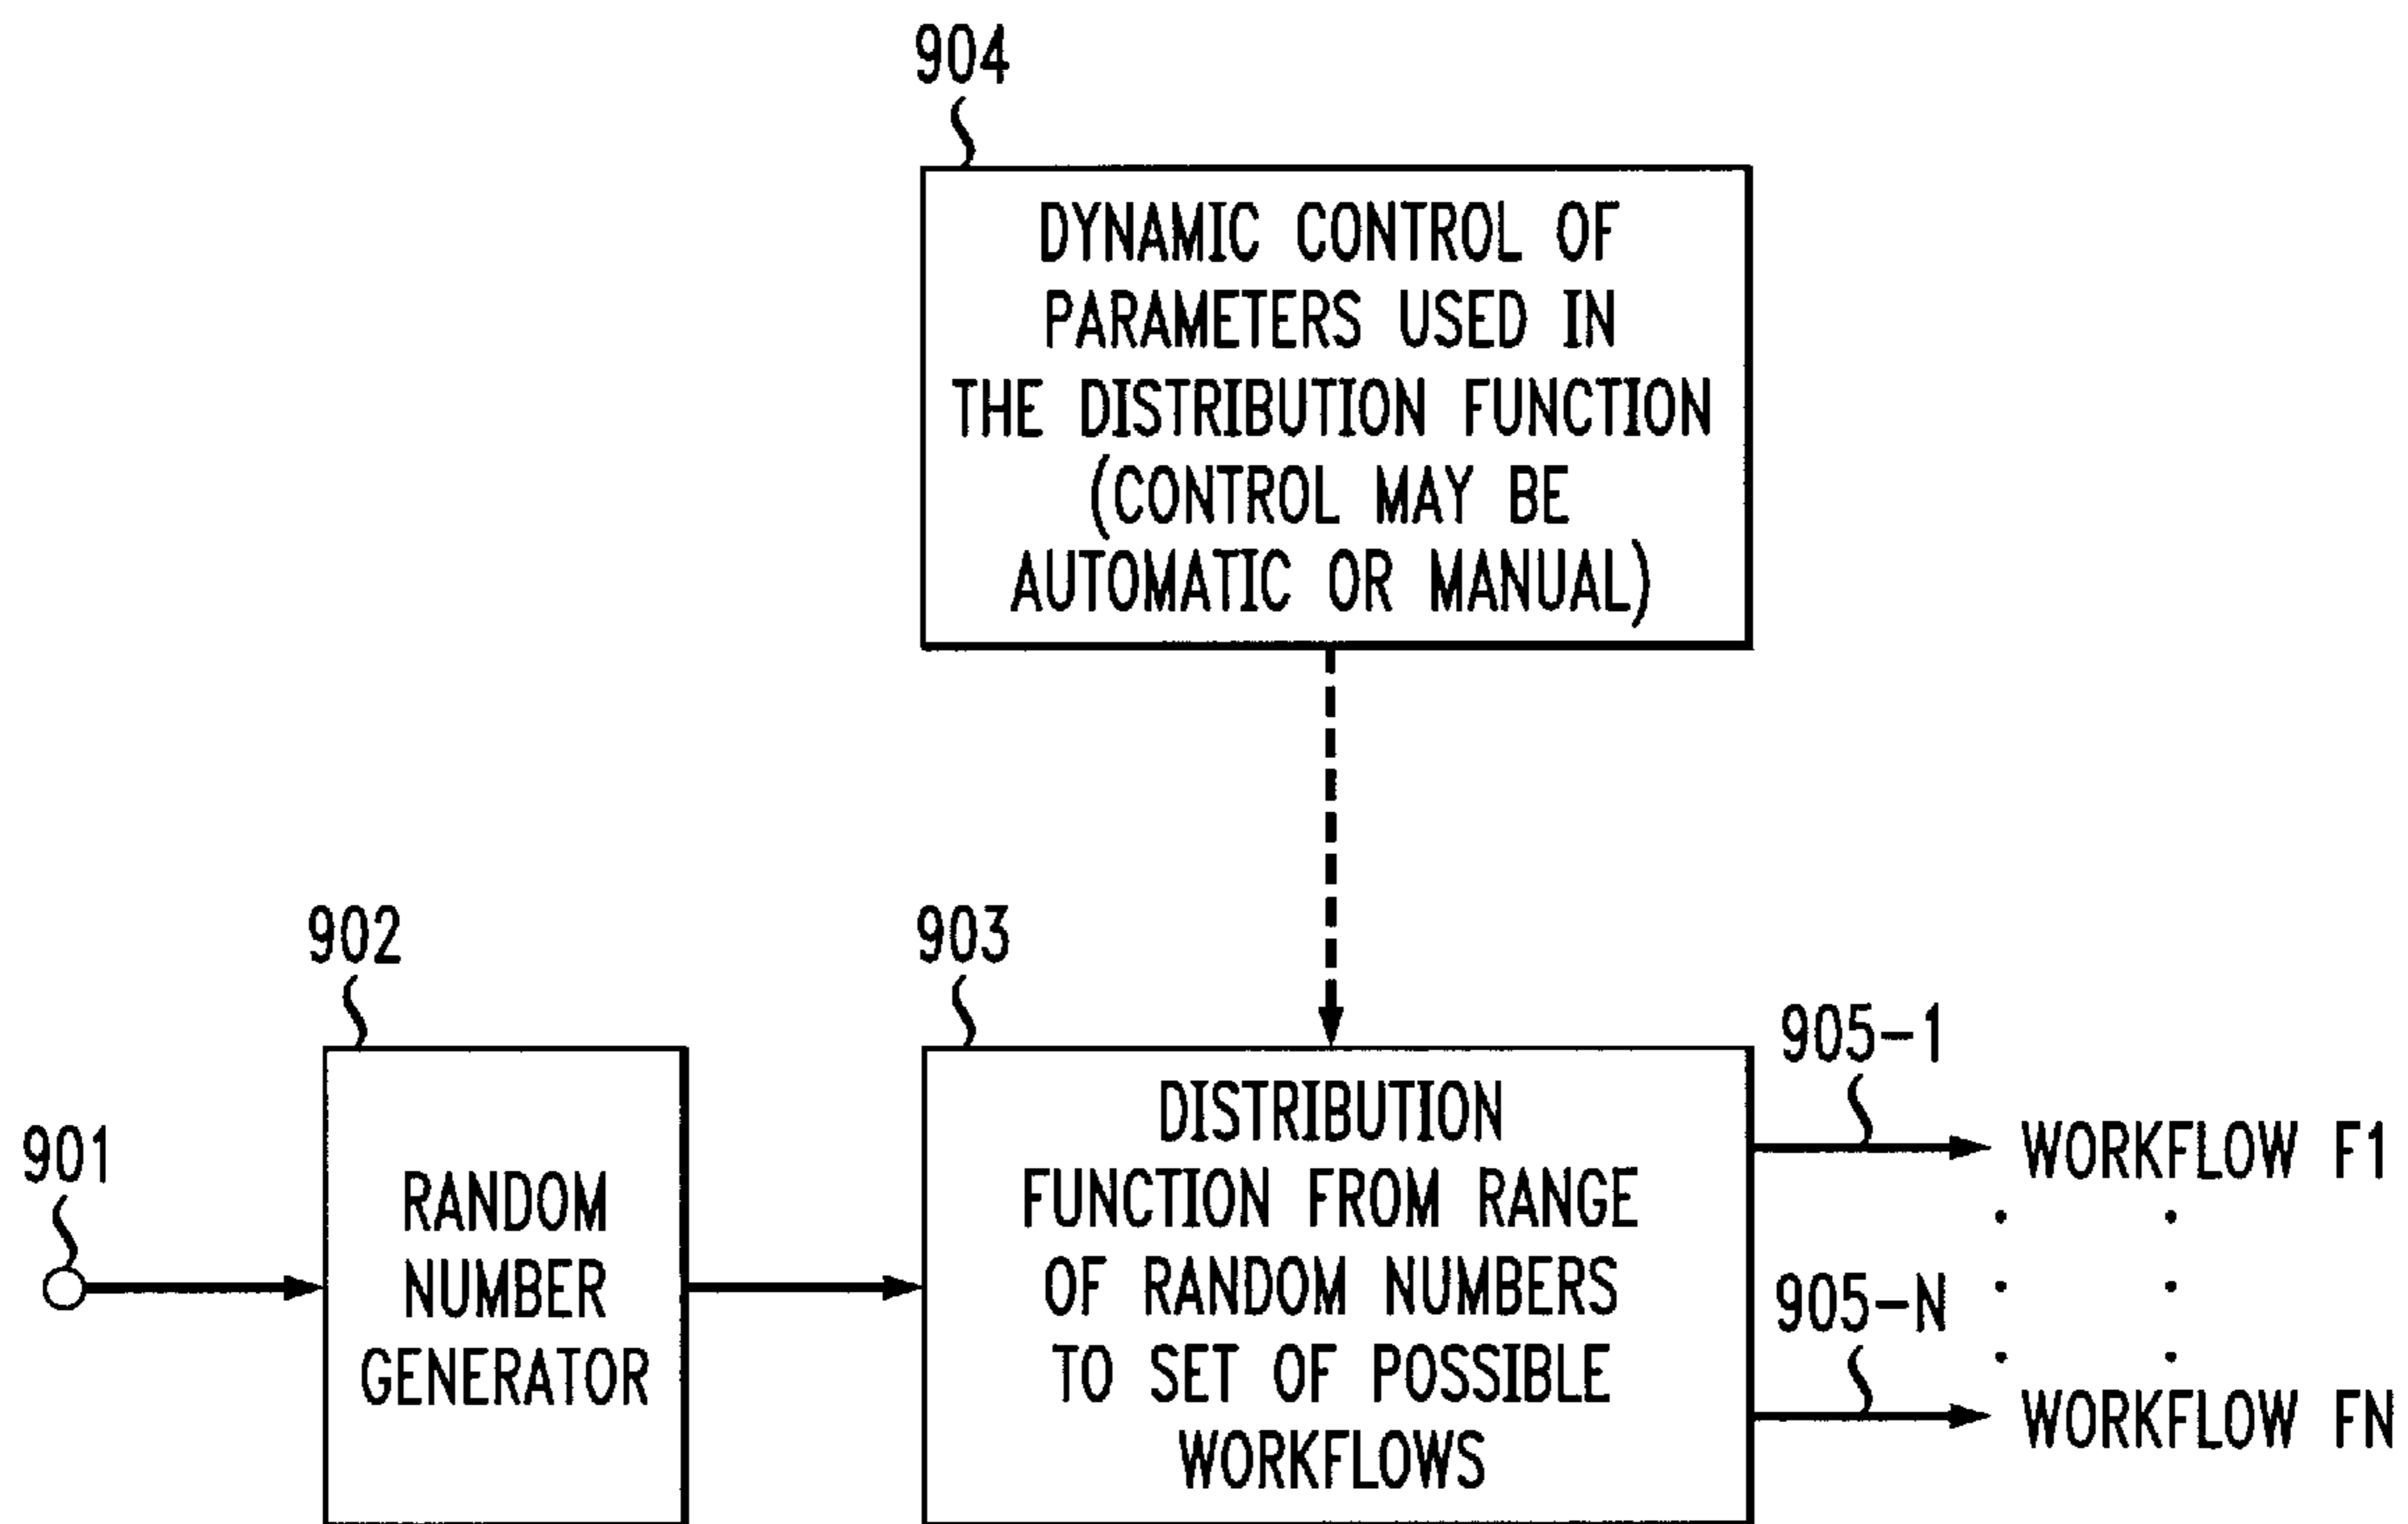 904
DYNAMIC CONTROL OF
PARAMETERS USED IN
THE DISTRIBUTION FUNCTION
(CONTROL MAY BE
AUTOMATIC OR MANUAL)
901
902
RANDOM
NUMBER
GENERATOR
903
DISTRIBUTION
FUNCTION FROM RANGE
OF RANDOM NUMBERS
TO SET OF POSSIBLE
WORKFLOWS
905-1
WORKFLOW F1
905-N
WORKFLOW FN